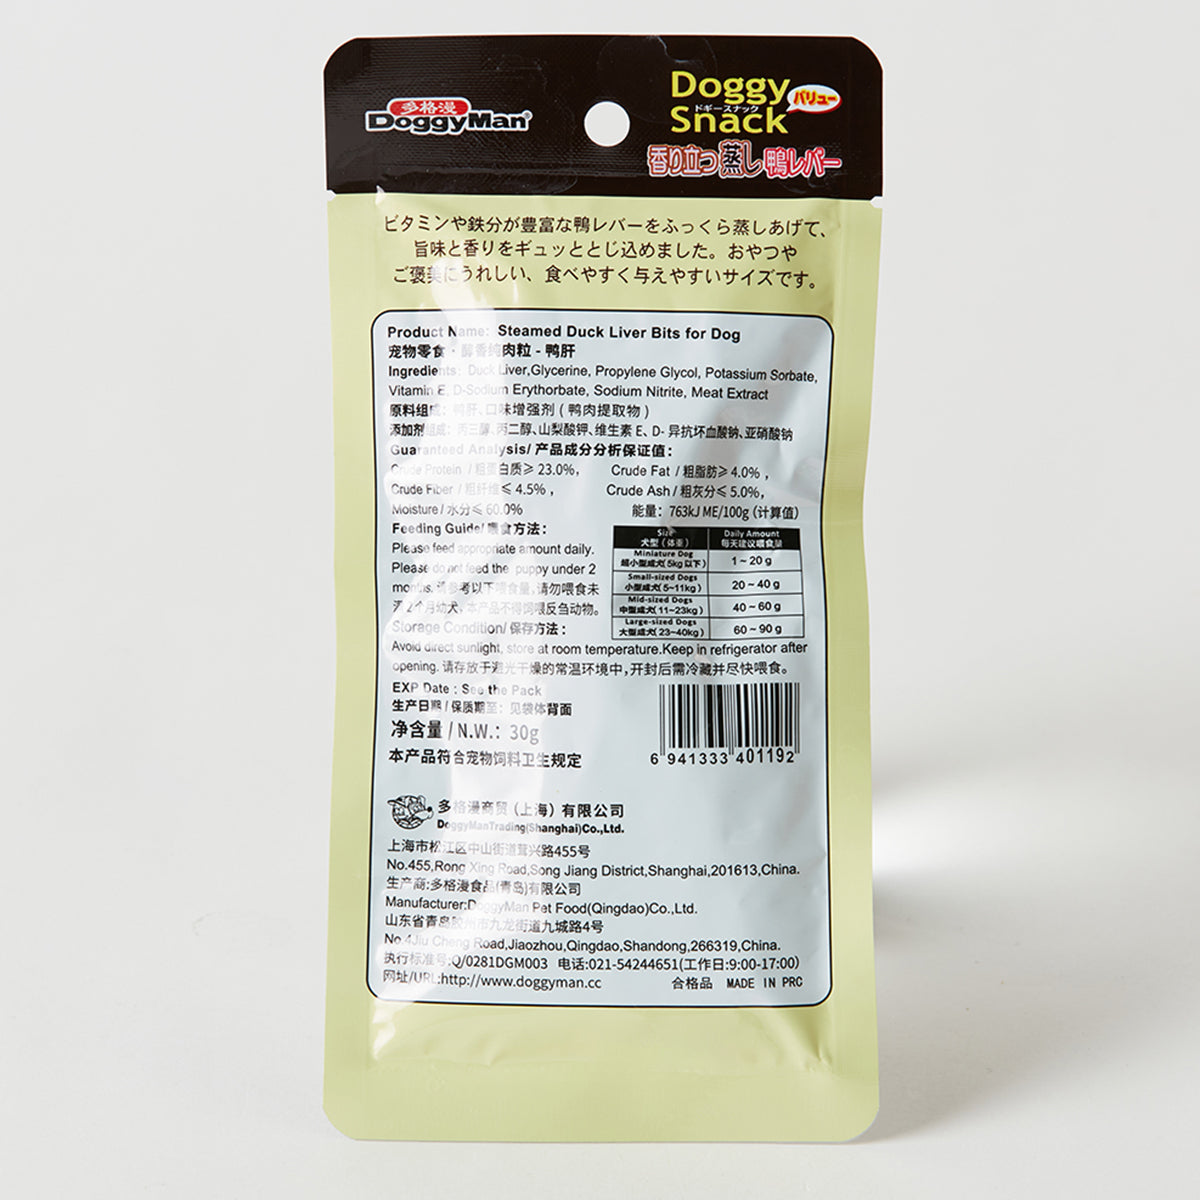 多格漫
DoggyMan®
Doggy
Snack
ドギースナック
バリュー
香り立つ蒸し鴨レバー
ビタミンや鉄分が豊富な鴨レバーをふっくら蒸しあげて、
旨味と香りをギュッととじ込めました。おやつや
ご褒美にうれしい、食べやすく与えやすいサイズです。
Product Name: Steamed Duck Liver Bits for Dog
宠物零食·醇香纯肉粒 - 鸭肝
Ingredients: Duck Liver,Glycerine, Propylene Glycol, Potassium Sorbate,
Vitamin E, D-Sodium Erythorbate, Sodium Nitrite, Meat Extract
原料组成: 鸭肝、口味增强剂 ( 鸭肉提取物 )
添加剂组成: 丙三醇、丙二醇、山梨酸钾、维生素 E、D- 异抗坏血酸钠、亚硝酸钠
Guaranteed Analysis/ 产品成分分析保证值:
Crude Protein / 粗蛋白质≥ 23.0%, Crude Fat / 粗脂肪≥ 4.0% ,
Crude Fiber / 粗纤维≤ 4.5% , Crude Ash / 粗灰分≤ 5.0%,
Moisture / 水分≤ 60.0% 能量: 763kJ ME/100g (计算值)
Feeding Guide/ 喂食方法:
Please feed appropriate amount daily.
Please do not feed the puppy under 2
months. 请参考以下喂食量,请勿喂食未
满 2 个月幼犬。本产品不得饲喂反刍动物。
Size Daily Amount
犬型 (体重) 每天建议喂食量
Miniature Dog
超小型成犬(5kg以下) 1 ~ 20 g
Small-sized Dogs
小型成犬(5~11kg) 20 ~ 40 g
Mid-sized Dogs
中型成犬(11~23kg) 40 ~ 60 g
Large-sized Dogs
大型成犬(23~40kg) 60 ~ 90 g
Storage Condition/ 保存方法:
Avoid direct sunlight, store at room temperature.Keep in refrigerator after
opening. 请存放于避光干燥的常温环境中,开封后需冷藏并尽快喂食。
EXP Date : See the Pack
生产日期 / 保质期至: 见袋体背面
净含量 / N.W.: 30g
本产品符合宠物饲料卫生规定
6 941333 401192
多格漫商贸 (上海) 有限公司
DoggyManTrading(Shanghai)Co.,Ltd.
上海市松江区中山街道茸兴路455号
No.455,Rong Xing Road,Song Jiang District,Shanghai,201613,China.
生产商:多格漫食品(青岛)有限公司
Manufacturer:DoggyMan Pet Food(Qingdao)Co.,Ltd.
山东省青岛胶州市九龙街道九城路4号
No.4Jiu Cheng Road,Jiaozhou,Qingdao,Shandong,266319,China.
执行标准号:Q/0281DGM003 电话:021-54244651(工作日:9:00-17:00)
网址/URL:http://www.doggyman.cc 合格品 MADE IN PRC